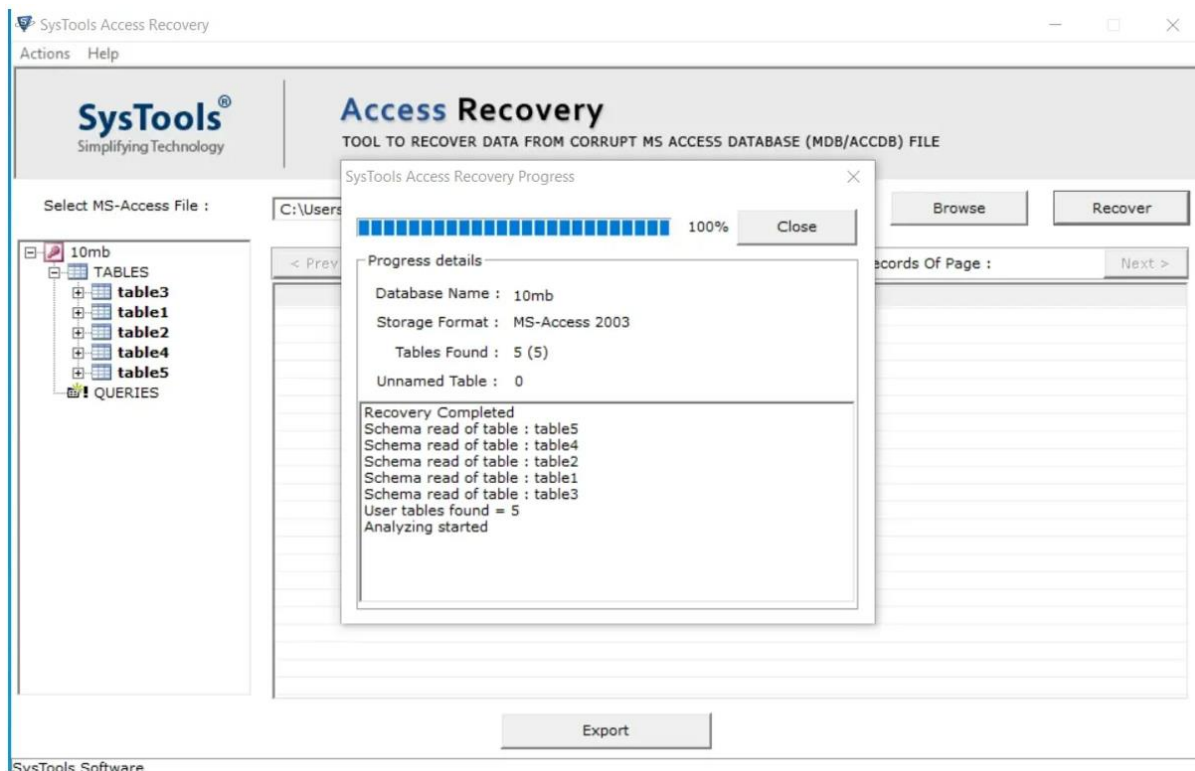 SysTools Access Recovery
Actions Help
SysTools®
Simplifying Technology
Access Recovery
TOOL TO RECOVER DATA FROM CORRUPT MS ACCESS DATABASE (MDB/ACCDB) FILE
Select MS-Access File :
C:\Users
Browse
Recover
10mb
TABLES
table3
table1
table2
table4
table5
QUERIES
< Prev
ecords Of Page :
Next >
SysTools Access Recovery Progress
100%
Close
Progress details
Database Name : 10mb
Storage Format : MS-Access 2003
Tables Found : 5 (5)
Unnamed Table : 0
Recovery Completed
Schema read of table : table5
Schema read of table : table4
Schema read of table : table2
Schema read of table : table1
Schema read of table : table3
User tables found = 5
Analyzing started
Export
SysTools Software